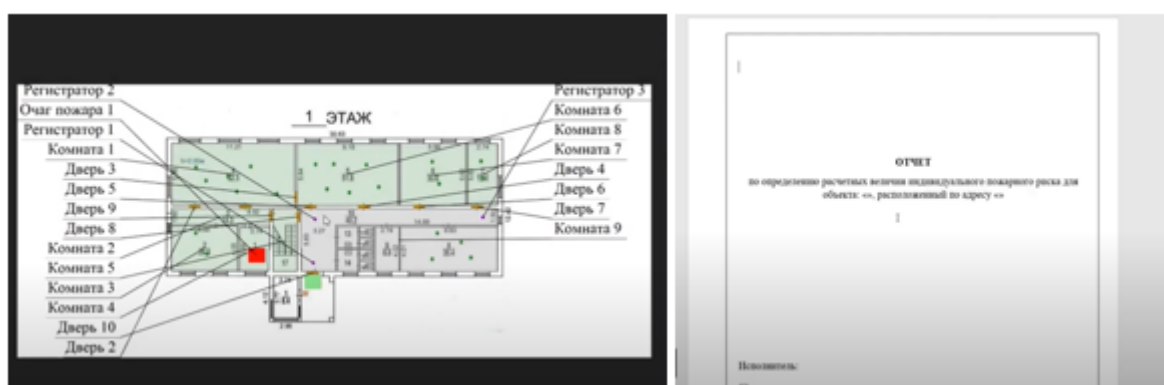 Регистратор 2
Очаг пожара 1
Регистратор 1
Комната 1
Дверь 3
Дверь 5
Дверь 9
Дверь 8
Комната 2
Комната 5
Комната 3
Комната 4
Дверь 10
Дверь 2
1 ЭТАЖ
Регистратор 3
Комната 6
Комната 8
Комната 7
Дверь 4
Дверь 6
Дверь 7
Комната 9
ОТЧЕТ
по определению расчетных величин индивидуального пожарного риска для
объекта: «», расположенный по адресу «»
Исполнитель: